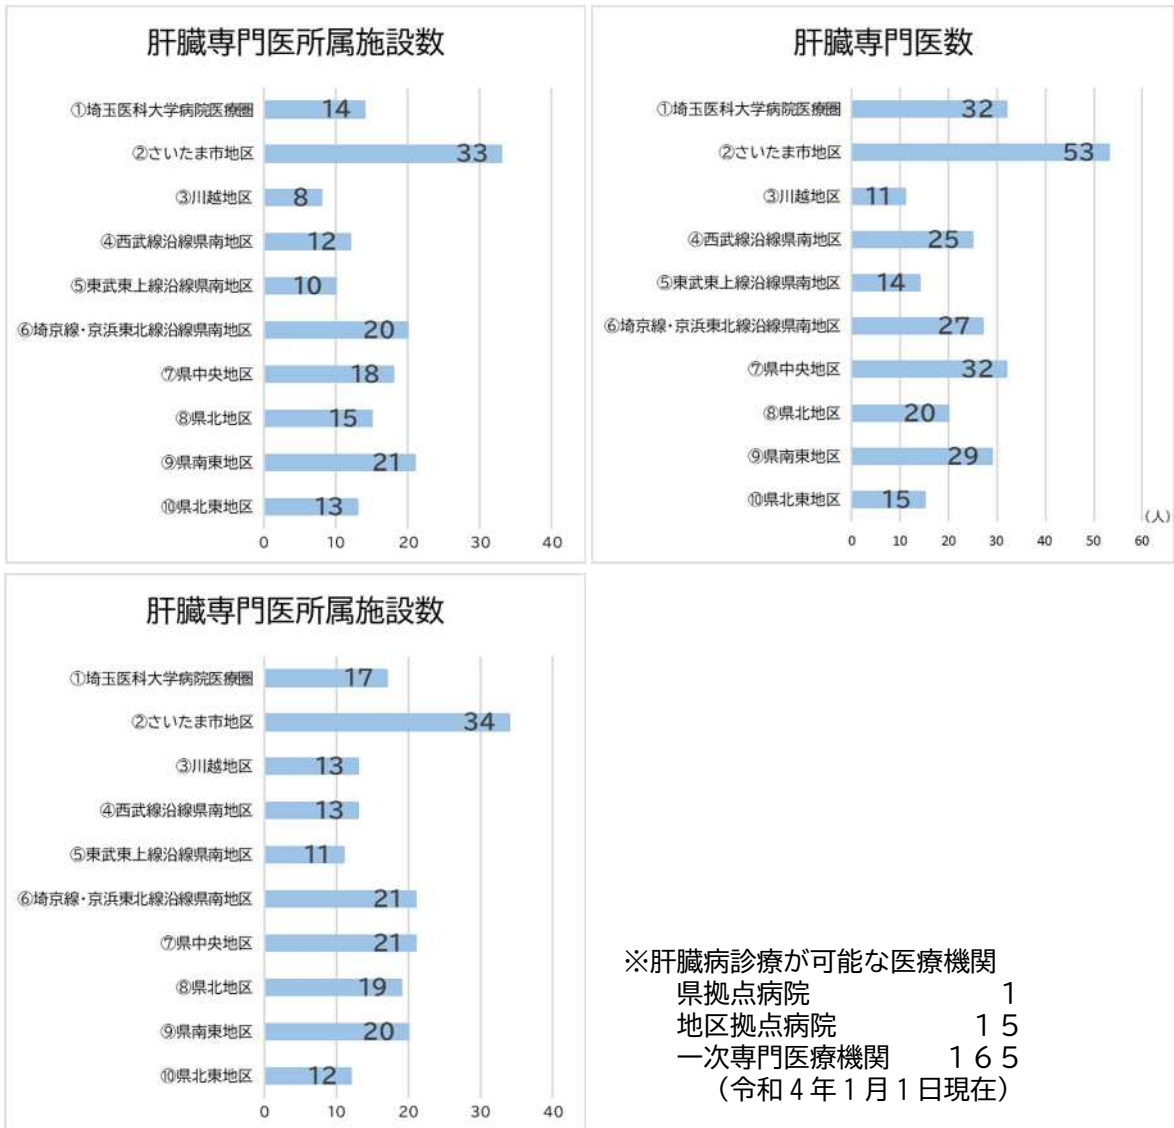 肝臓専門医所属施設数
①埼玉医科大学病院医療圏 14
②さいたま市地区 33
③川越地区 8
④西武線沿線県南地区 12
⑤東武東上線沿線県南地区 10
⑥埼京線・京浜東北線沿線県南地区 20
⑦県中央地区 18
⑧県北地区 15
⑨県南東地区 21
⑩県北東地区 13
0 10 20 30 40
肝臓専門医数
①埼玉医科大学病院医療圏 32
②さいたま市地区 53
③川越地区 11
④西武線沿線県南地区 25
⑤東武東上線沿線県南地区 14
⑥埼京線・京浜東北線沿線県南地区 27
⑦県中央地区 32
⑧県北地区 20
⑨県南東地区 29
⑩県北東地区 15
(人)
0 10 20 30 40 50 60
肝臓専門医所属施設数
①埼玉医科大学病院医療圏 17
②さいたま市地区 34
③川越地区 13
④西武線沿線県南地区 13
⑤東武東上線沿線県南地区 11
⑥埼京線・京浜東北線沿線県南地区 21
⑦県中央地区 21
⑧県北地区 19
⑨県南東地区 20
⑩県北東地区 12
0 10 20 30 40
※肝臓病診療が可能な医療機関
県拠点病院 1
地区拠点病院 15
一次専門医療機関 165
（令和4年1月1日現在）